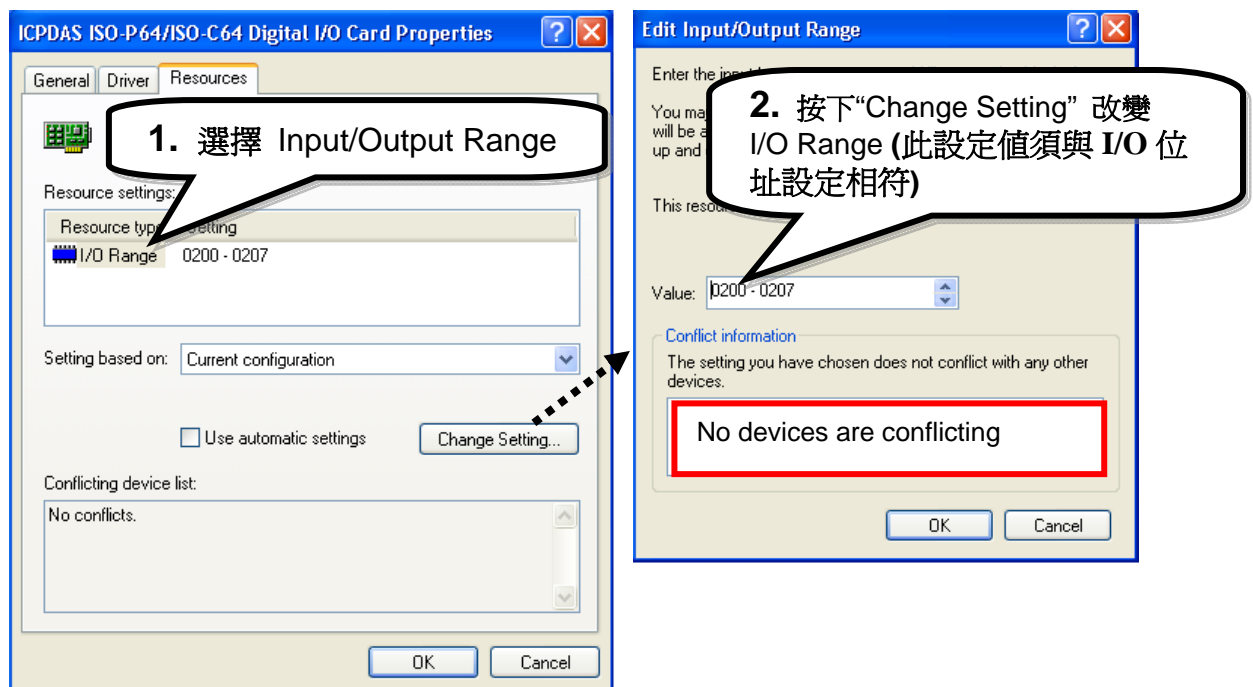 ICPDAS ISO-P64/ISO-C64 Digital I/O Card Properties
General Driver Resources
1. 選擇 Input/Output Range
Resource settings:
Resource type Setting
I/O Range 0200 - 0207
Setting based on: Current configuration
Use automatic settings Change Setting...
Conflicting device list:
No conflicts.
OK Cancel
Edit Input/Output Range
Enter the
You may
will be a
up and
2. 按下“Change Setting” 改變
I/O Range (此設定值須與 I/O 位
址設定相符)
This
Value: 0200 - 0207
Conflict information
The setting you have chosen does not conflict with any other
devices.
No devices are conflicting
OK Cancel